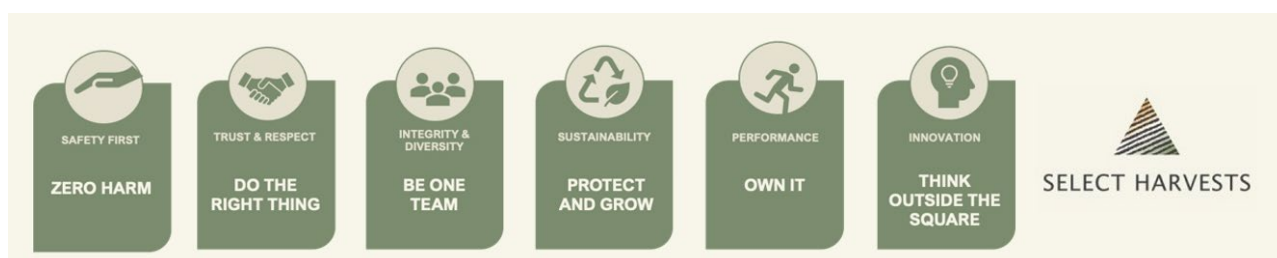 SAFETY FIRST
ZERO HARM
TRUST & RESPECT
DO THE
RIGHT THING
INTEGRITY &
DIVERSITY
BE ONE
TEAM
SUSTAINABILITY
PROTECT
AND GROW
PERFORMANCE
OWN IT
INNOVATION
THINK
OUTSIDE THE
SQUARE
SELECT HARVESTS